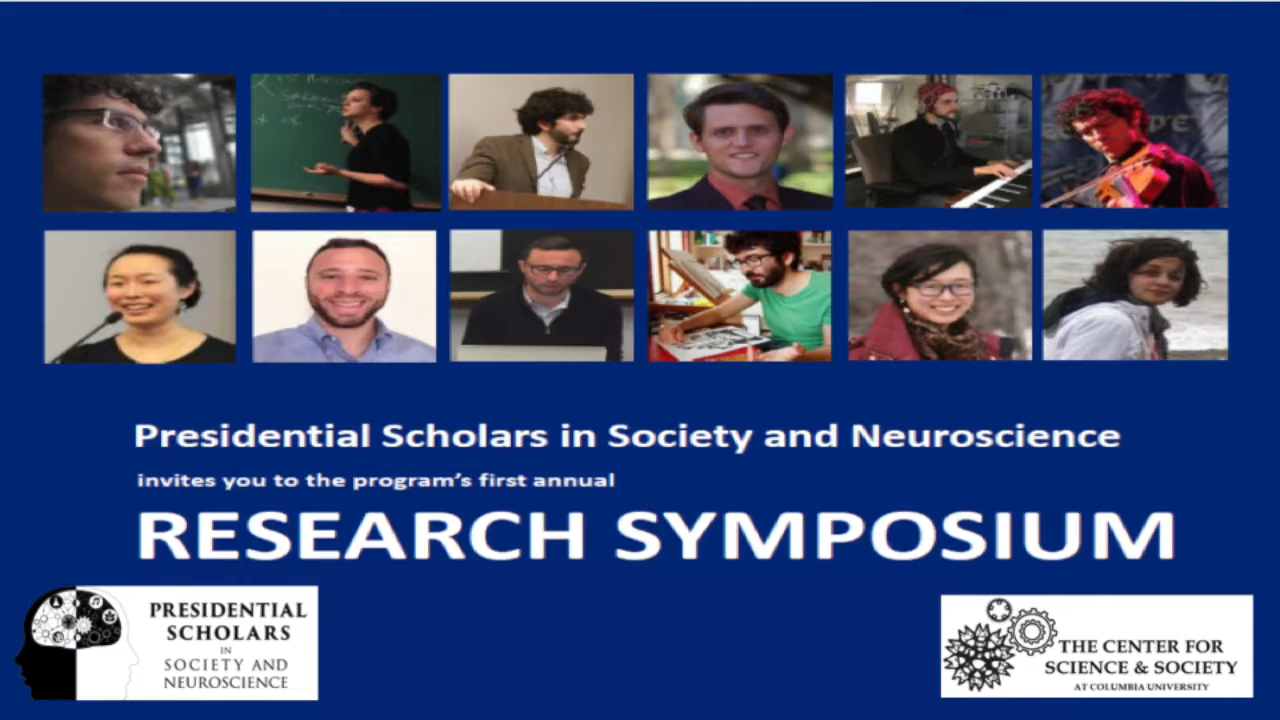 Presidential Scholars in Society and Neuroscience
invites you to the program's first annual
RESEARCH SYMPOSIUM
PRESIDENTIAL
SCHOLARS
IN
SOCIETY AND
NEUROSCIENCE
THE CENTER FOR
SCIENCE & SOCIETY
AT COLUMBIA UNIVERSITY